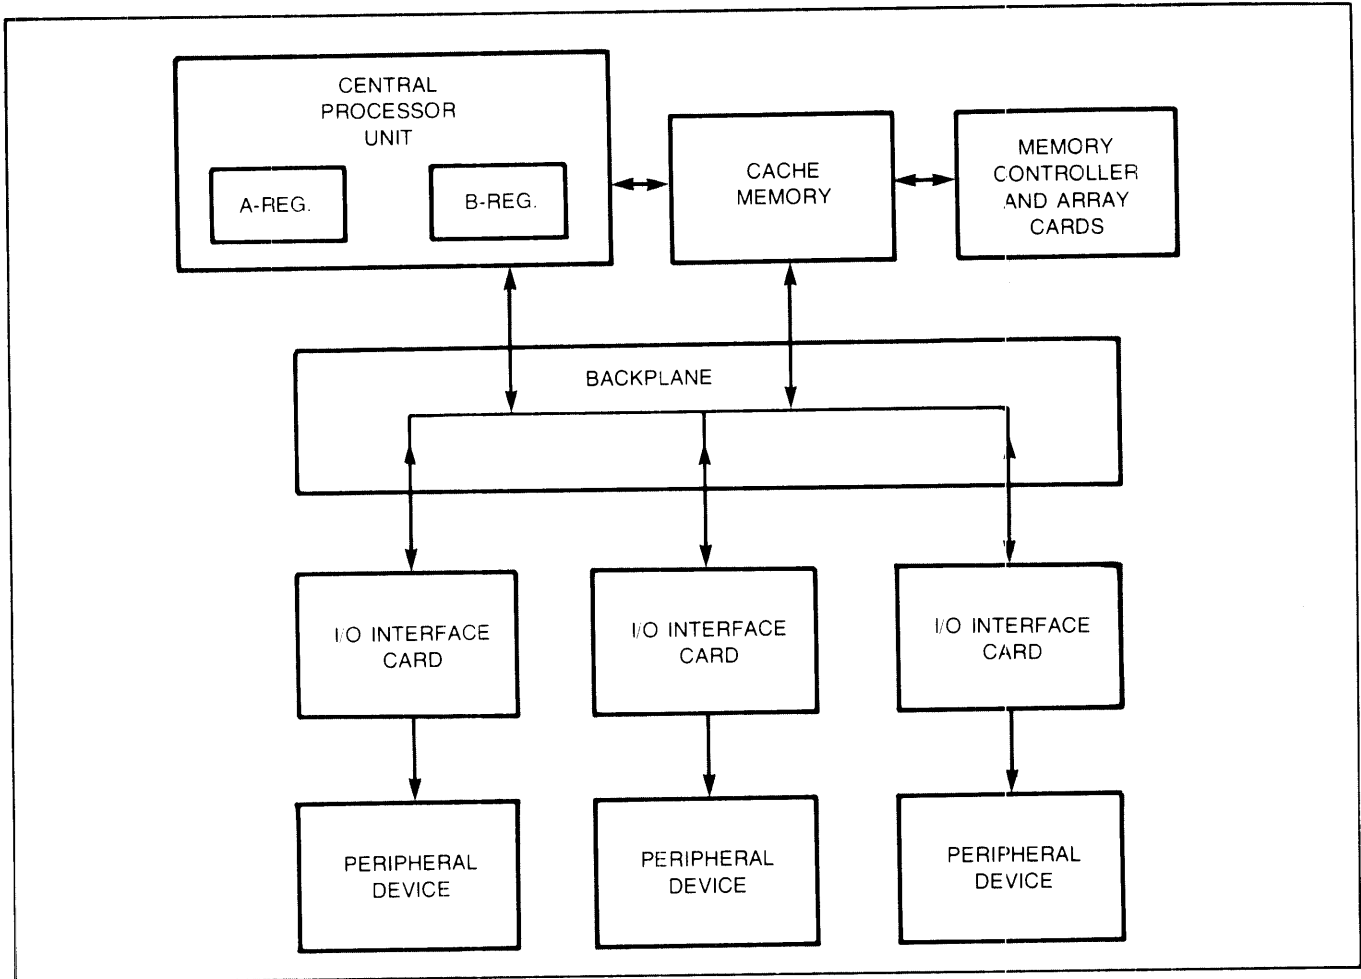 CENTRAL
PROCESSOR
UNIT
A-REG.
B-REG.
CACHE
MEMORY
MEMORY
CONTROLLER
AND ARRAY
CARDS
BACKPLANE
I/O INTERFACE
CARD
I/O INTERFACE
CARD
I/O INTERFACE
CARD
PERIPHERAL
DEVICE
PERIPHERAL
DEVICE
PERIPHERAL
DEVICE